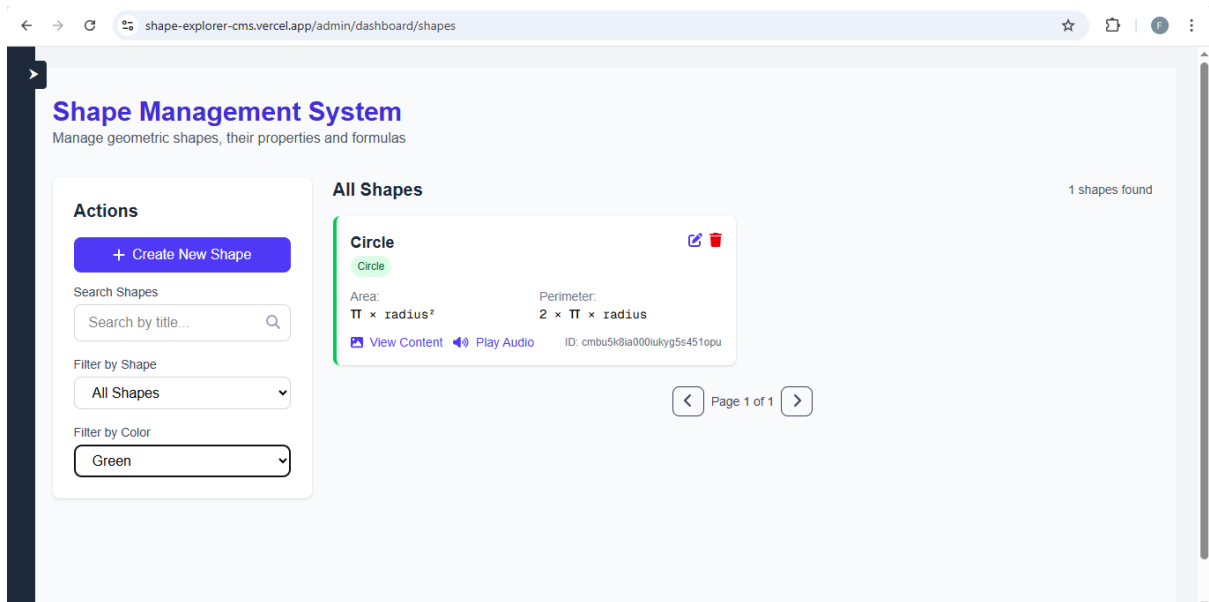 shape-explorer-cms.vercel.app/admin/dashboard/shapes
F
Shape Management System
Manage geometric shapes, their properties and formulas
Actions
+ Create New Shape
Search Shapes
Search by title...
Filter by Shape
All Shapes
Filter by Color
Green
All Shapes
1 shapes found
Circle
Circle
Area:
π × radius²
Perimeter:
2 × π × radius
View Content
Play Audio
ID: cmbu5k8ia000iukyg5s451opu
Page 1 of 1